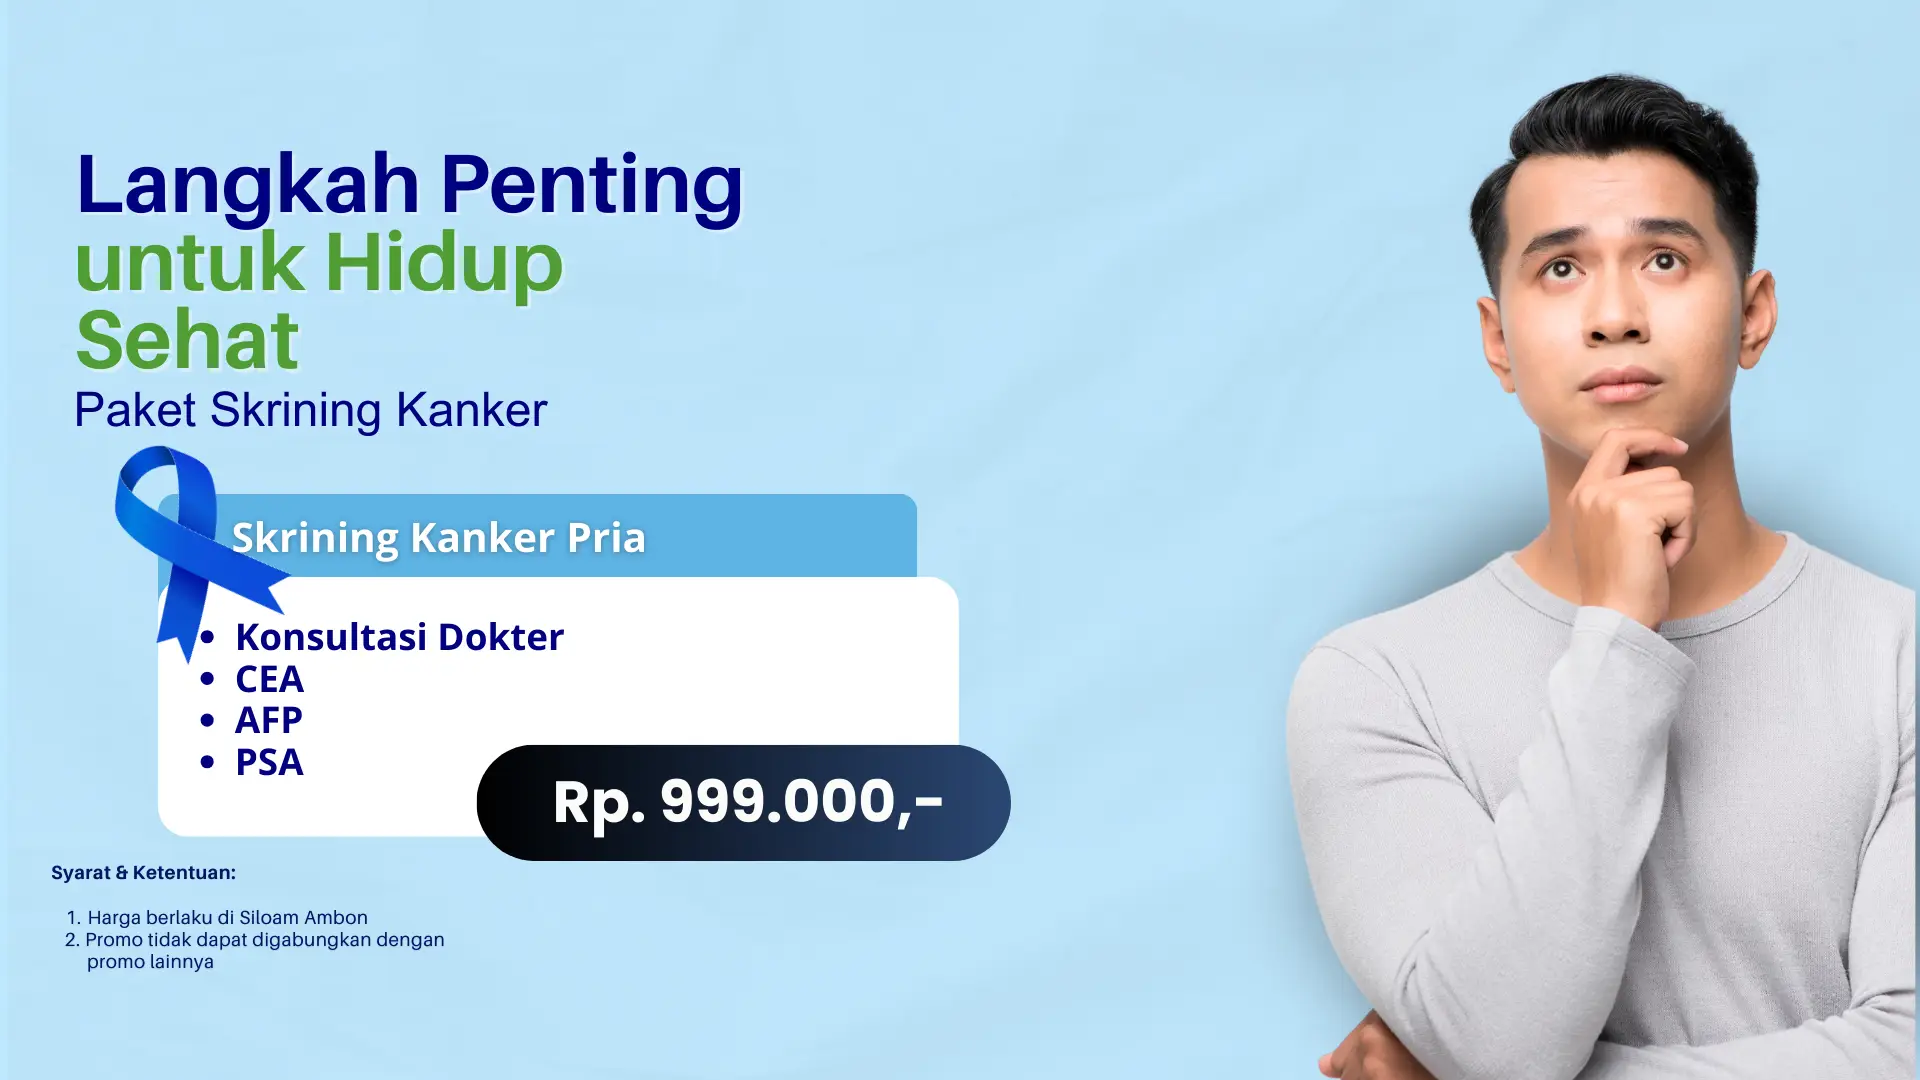 Langkah Penting
untuk Hidup
Sehat
Paket Skrining Kanker
Skrining Kanker Pria
• Konsultasi Dokter
• CEA
• AFP
• PSA
Rp. 999.000,-
Syarat & Ketentuan:
1. Harga berlaku di Siloam Ambon
2. Promo tidak dapat digabungkan dengan
promo lainnya